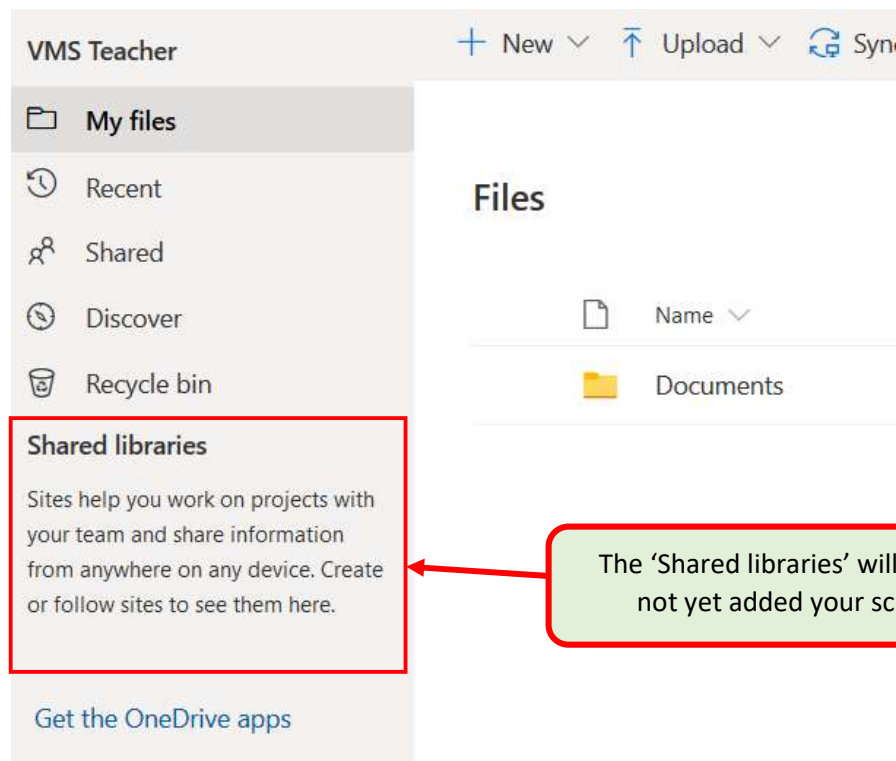 VMS Teacher
New Upload Sync
My files
Recent
Shared
Discover
Recycle bin
Files
Name
Documents
Shared libraries
Sites help you work on projects with
your team and share information
from anywhere on any device. Create
or follow sites to see them here.
The ‘Shared libraries’ will
not yet added your
Get the OneDrive apps